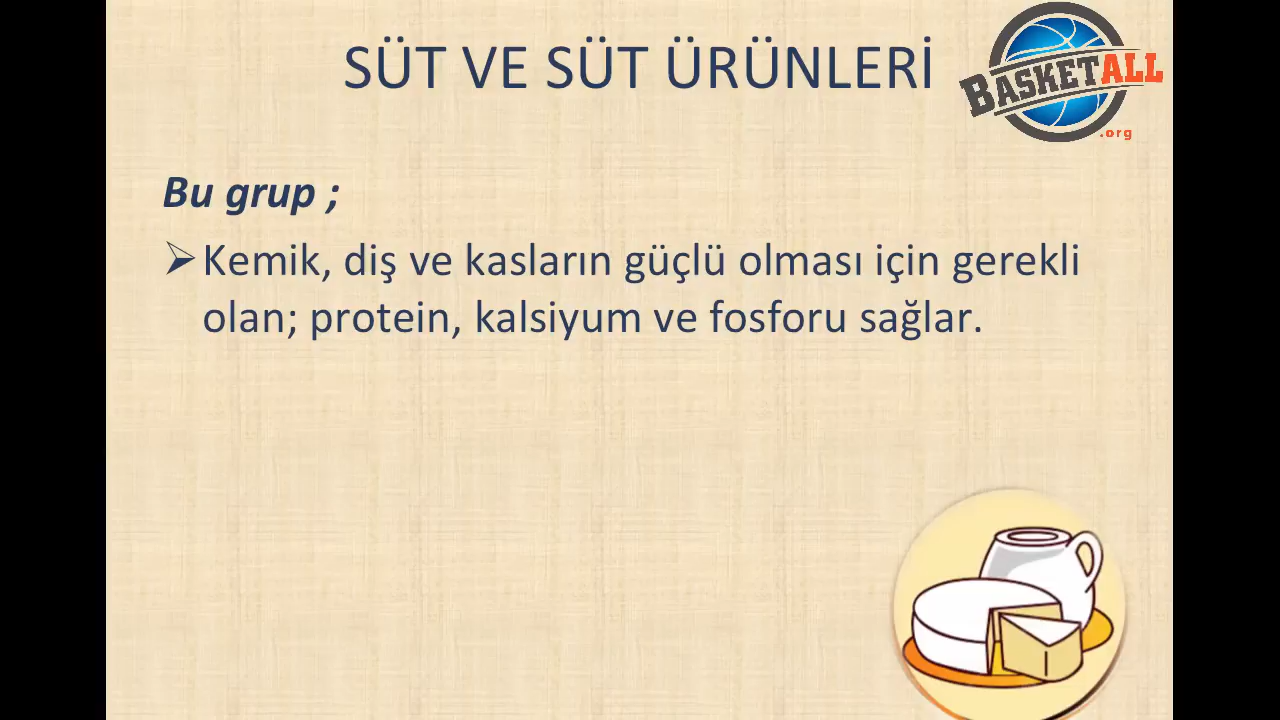 SÜT VE SÜT ÜRÜNLERİ
BASKETALL
.org
Bu grup ;
Kemik, diş ve kasların güçlü olması için gerekli
olan; protein, kalsiyum ve fosforu sağlar.